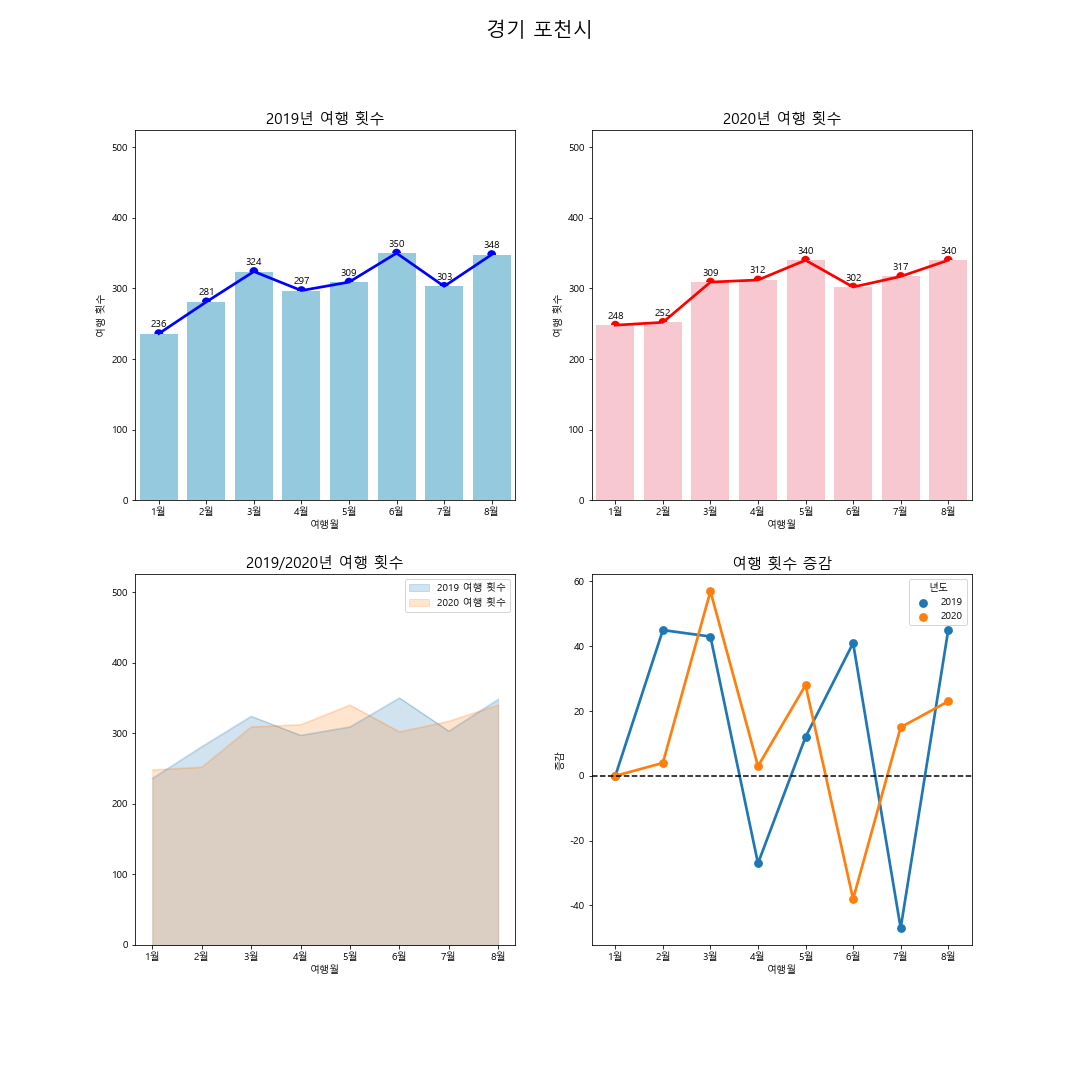 경기 포천시
2019년 여행 횟수
500
400
300
200
100
0
여행 횟수
236
281
324
297
309
350
303
348
1월 2월 3월 4월 5월 6월 7월 8월
여행월
2020년 여행 횟수
500
400
300
200
100
0
여행 횟수
248
252
309
312
340
302
317
340
1월 2월 3월 4월 5월 6월 7월 8월
여행월
2019/2020년 여행 횟수
2019 여행 횟수
2020 여행 횟수
500
400
300
200
100
0
1월 2월 3월 4월 5월 6월 7월 8월
여행월
여행 횟수 증감
년도
2019
2020
60
40
20
0
-20
-40
증감
1월 2월 3월 4월 5월 6월 7월 8월
여행월